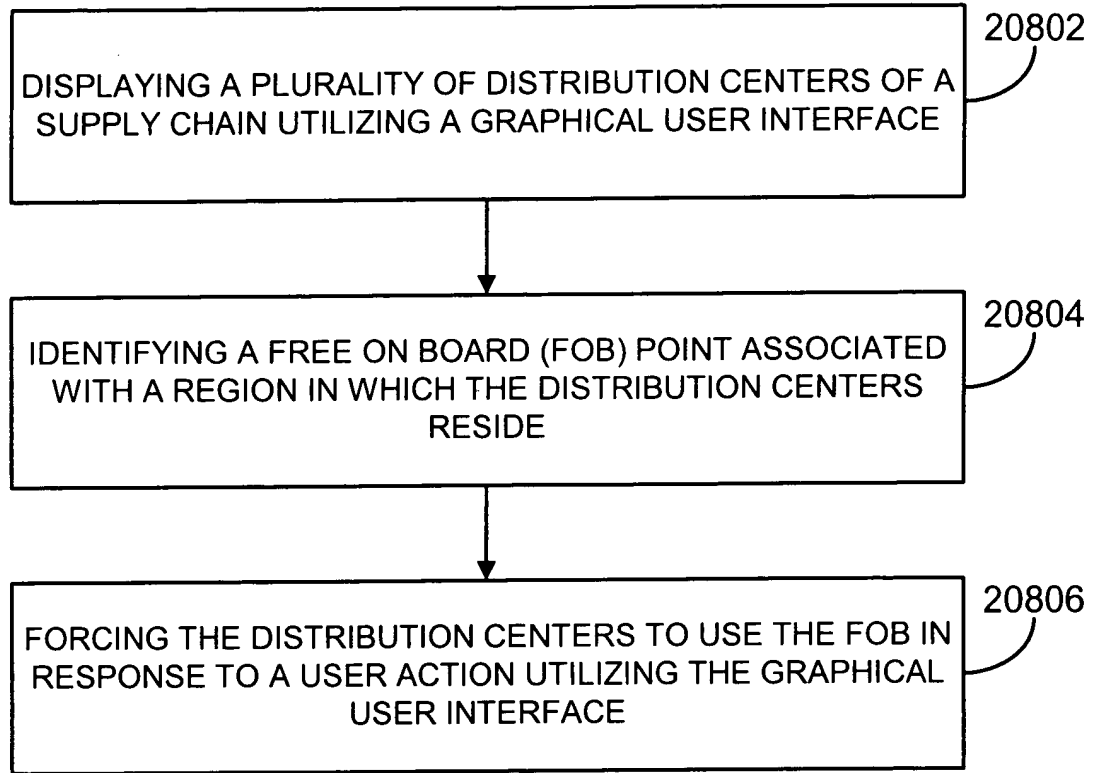 20802
DISPLAYING A PLURALITY OF DISTRIBUTION CENTERS OF A
SUPPLY CHAIN UTILIZING A GRAPHICAL USER INTERFACE
20804
IDENTIFYING A FREE ON BOARD (FOB) POINT ASSOCIATED
WITH A REGION IN WHICH THE DISTRIBUTION CENTERS
RESIDE
20806
FORCING THE DISTRIBUTION CENTERS TO USE THE FOB IN
RESPONSE TO A USER ACTION UTILIZING THE GRAPHICAL
USER INTERFACE